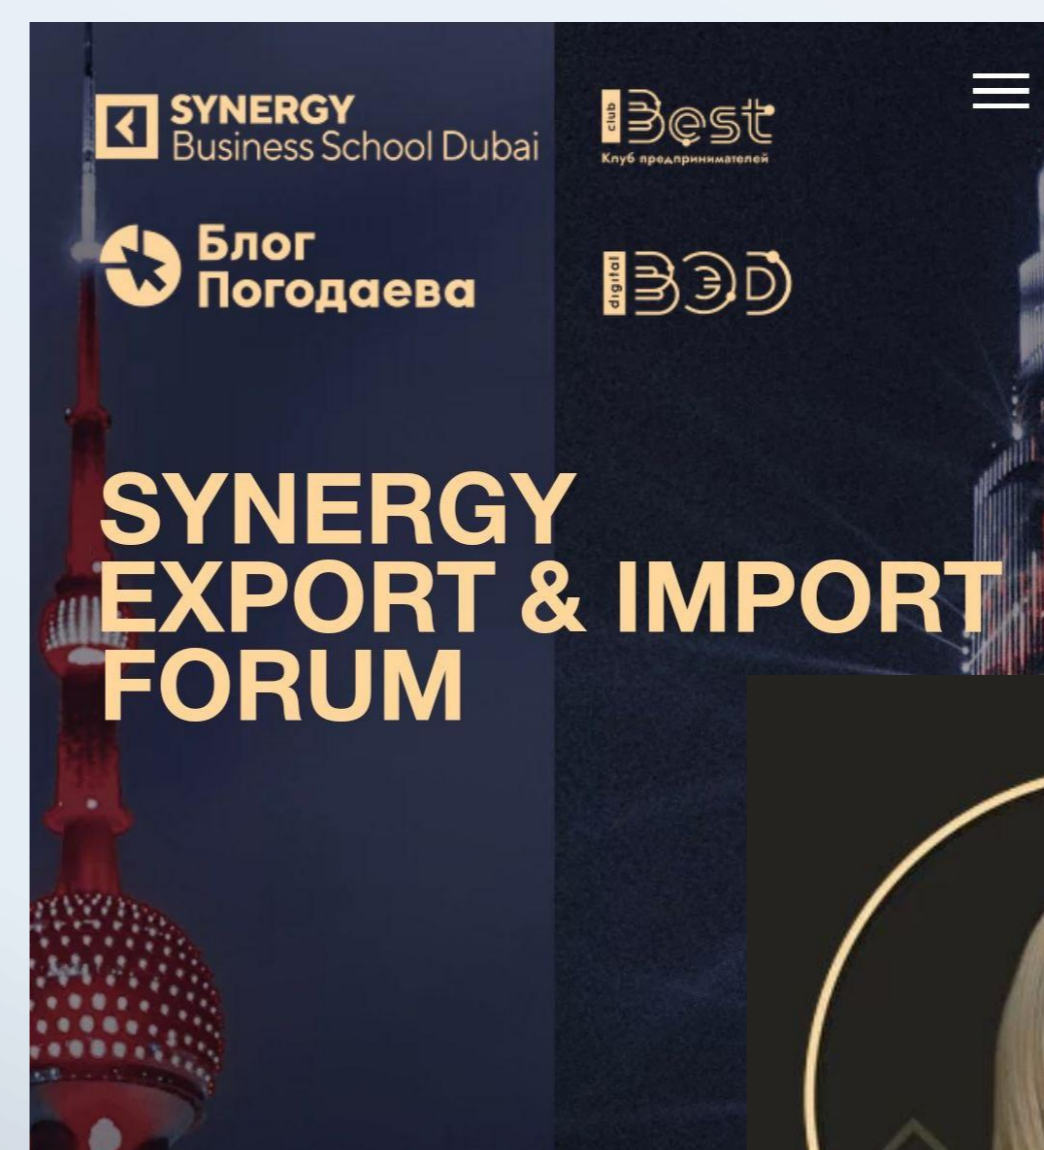 SYNERGY
Business School Dubai
club
Best
Клуб предпринимателей
Блог
Погодаева
digital
ВЭД
SYNERGY
EXPORT & IMPORT
FORUM